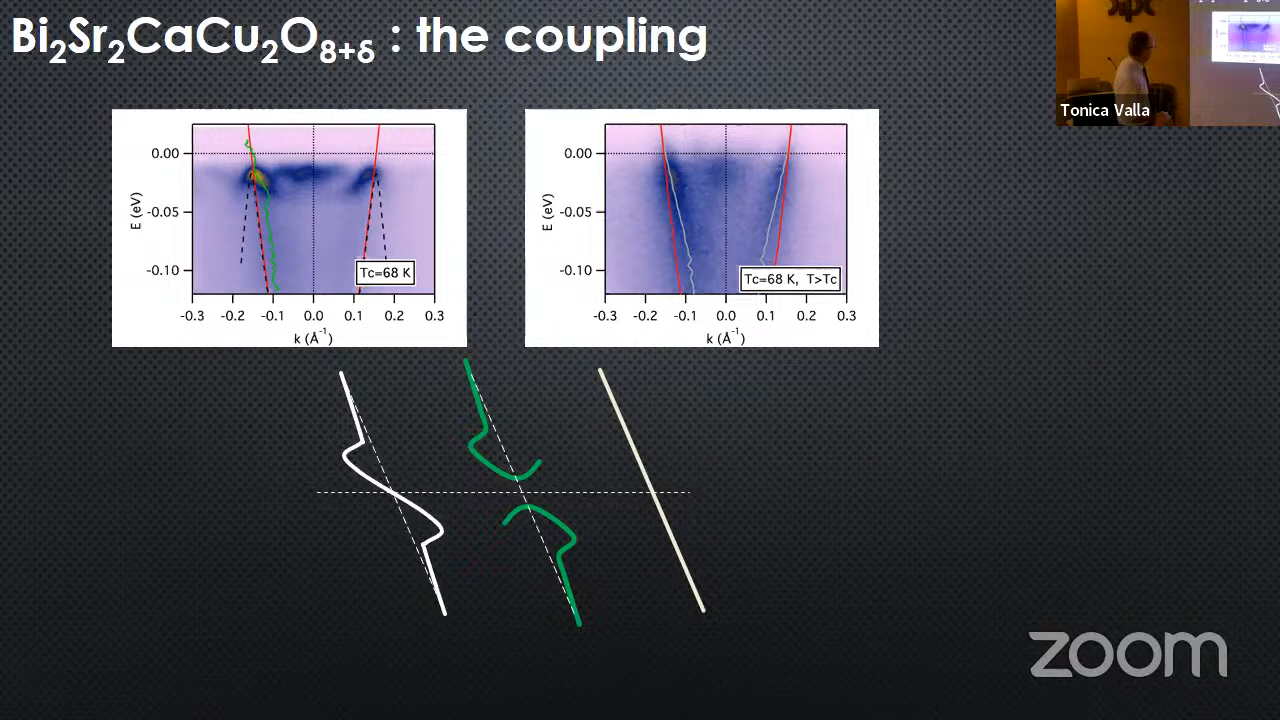 Bi2Sr2CaCu2O8+δ : the coupling
Tonica Valla
0.00
-0.05
-0.10
E (eV)
Tc=68 K
-0.3 -0.2 -0.1 0.0 0.1 0.2 0.3
k (Å-1)
0.00
-0.05
-0.10
E (eV)
Tc=68 K, T>Tc
-0.3 -0.2 -0.1 0.0 0.1 0.2 0.3
k (Å-1)
zoom